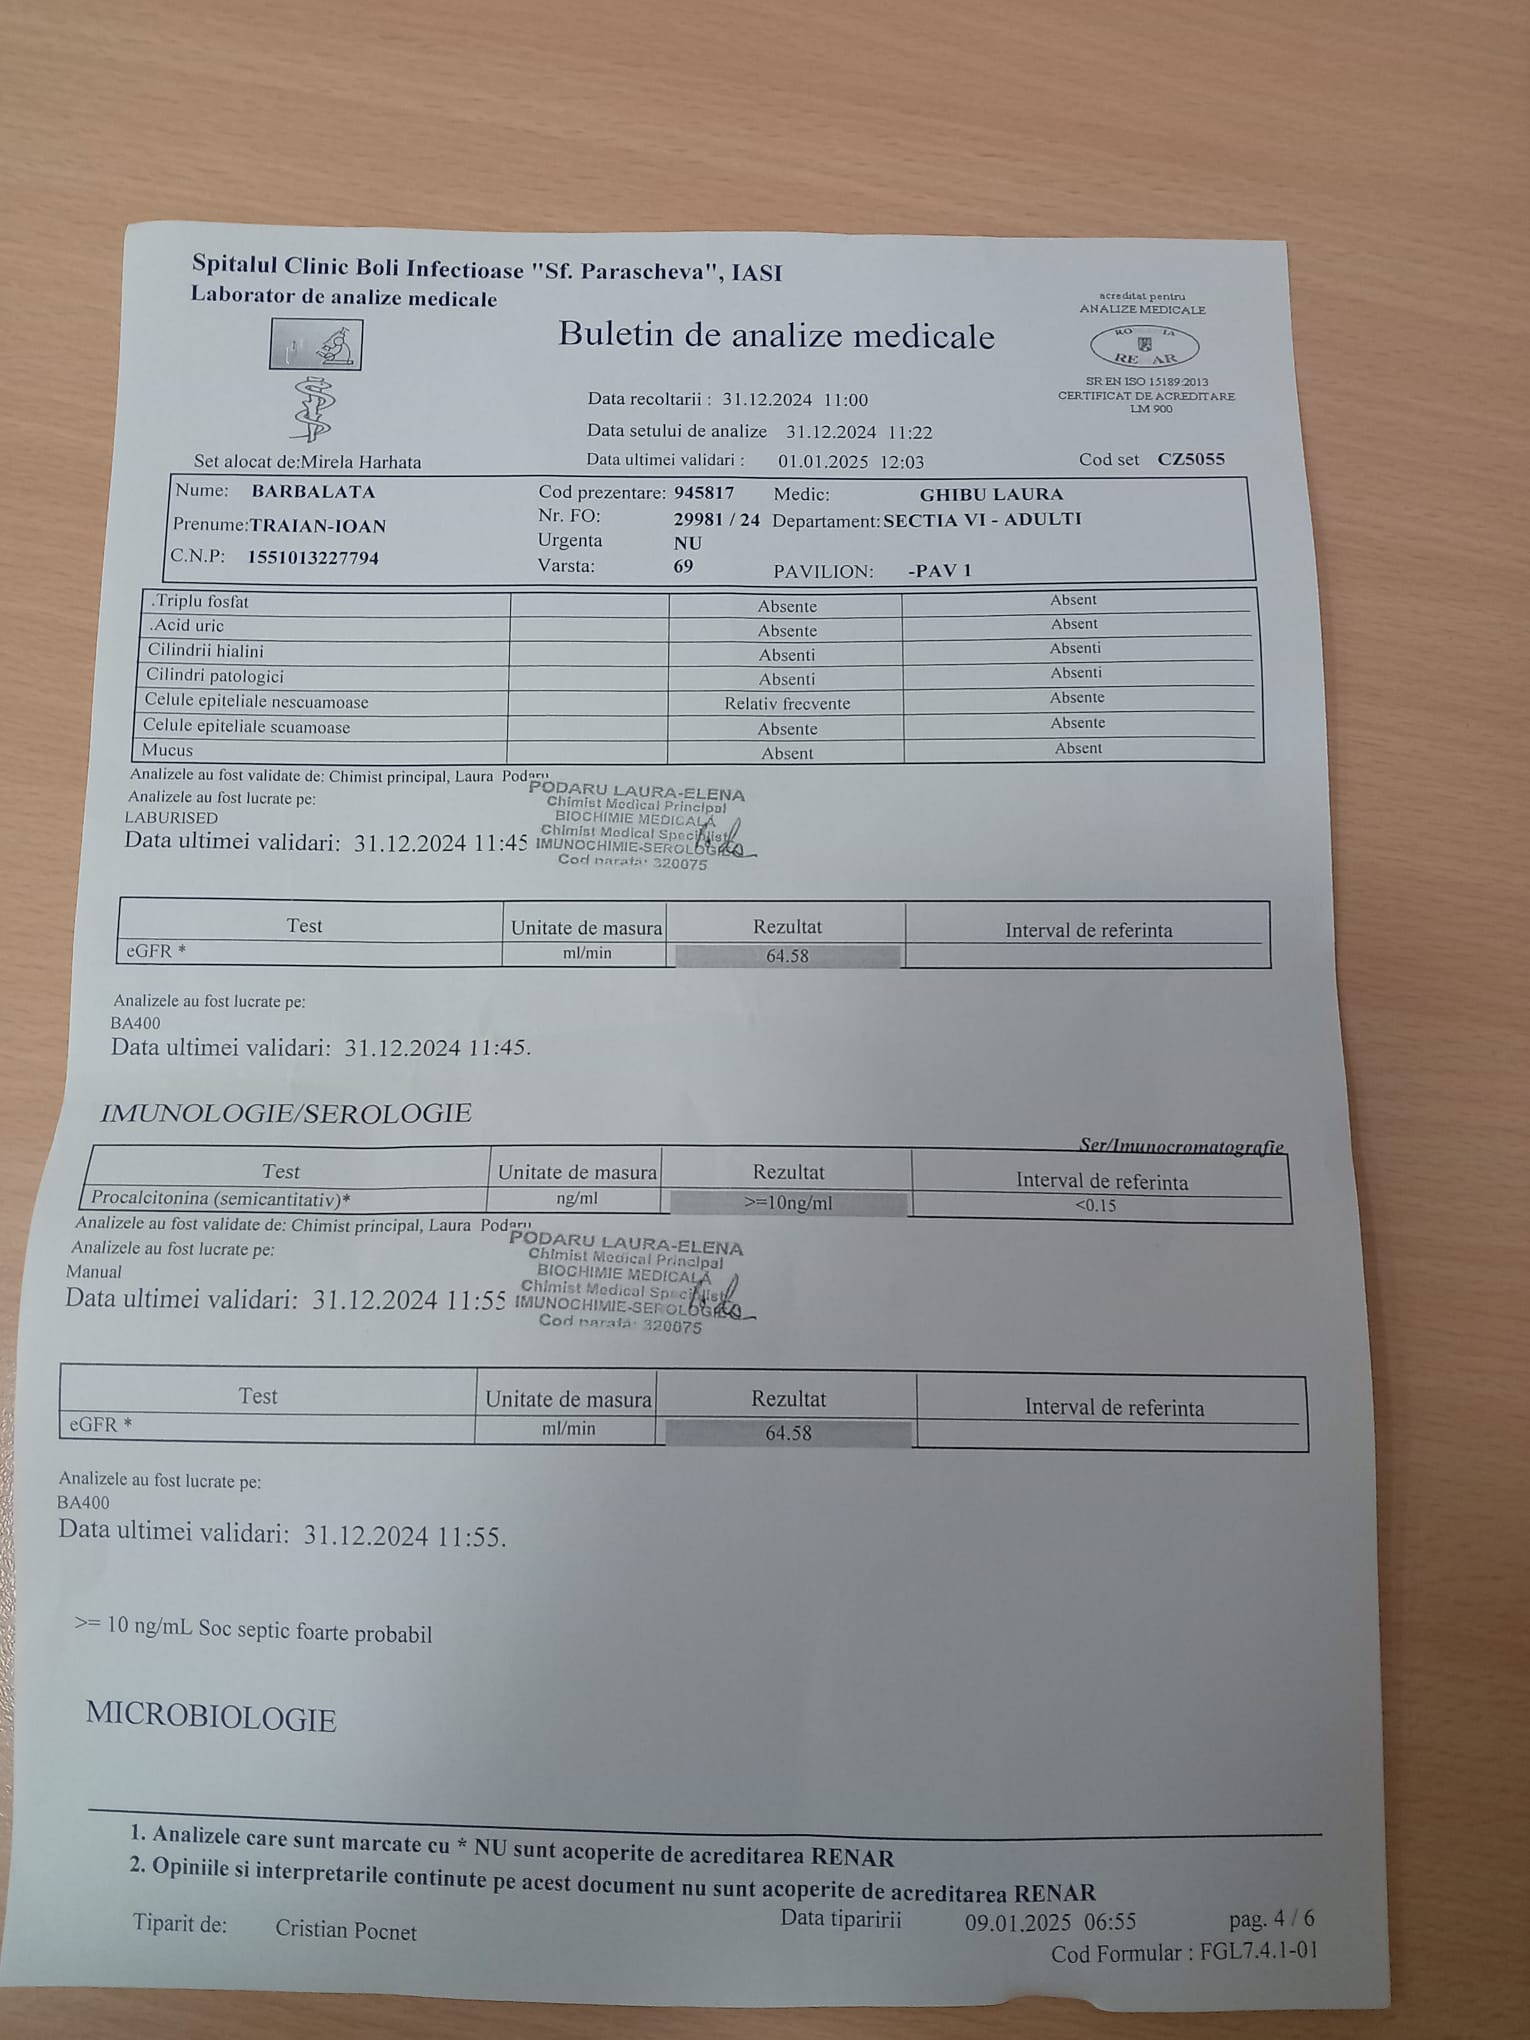 Spitalul Clinic Boli Infectioase "Sf. Parascheva", IASI
Laborator de analize medicale
acreditat pentru
ANALIZE MEDICALE
Buletin de analize medicale
RE AR
SR EN ISO 15189:2013
CERTIFICAT DE ACREDITARE
LM 900
Data recoltarii : 31.12.2024 11:00
Data setului de analize 31.12.2024 11:22
Set alocat de:Mirela Harhata Data ultimei validari : 01.01.2025 12:03 Cod set CZ5055
Nume: BARBALATA Cod prezentare: 945817 Medic: GHIBU LAURA
Prenume:TRAIAN-IOAN Nr. FO: 29981 / 24 Departament: SECTIA VI - ADULTI
Urgenta NU
C.N.P: 1551013227794 Varsta: 69 PAVILION: -PAV 1
.Triplu fosfat Absente Absent
.Acid uric Absente Absent
Cilindrii hialini Absenti Absenti
Cilindri patologici Absenti Absenti
Celule epiteliale nescuamoase Relativ frecvente Absente
Celule epiteliale scuamoase Absente Absente
Mucus Absent Absent
Analizele au fost validate de: Chimist principal, Laura Podaru
Analizele au fost lucrate pe:
LABURISED
Data ultimei validari: 31.12.2024 11:45
PODARU LAURA-ELENA
Chimist Medical Principal
BIOCHIMIE MEDICALĂ
Chimist Medical Specialist
IMUNOCHIMIE-SEROLOGIE
Cod parafă: 320075
Test Unitate de masura Rezultat Interval de referinta
eGFR * ml/min 64.58
Analizele au fost lucrate pe:
BA400
Data ultimei validari: 31.12.2024 11:45.
IMUNOLOGIE/SEROLOGIE
Ser/Imunocromatografie
Test Unitate de masura Rezultat Interval de referinta
Procalcitonina (semicantitativ)* ng/ml >=10ng/ml <0.15
Analizele au fost validate de: Chimist principal, Laura Podaru
Analizele au fost lucrate pe:
Manual
Data ultimei validari: 31.12.2024 11:55
PODARU LAURA-ELENA
Chimist Medical Principal
BIOCHIMIE MEDICALĂ
Chimist Medical Specialist
IMUNOCHIMIE-SEROLOGIE
Cod parafă: 320075
Test Unitate de masura Rezultat Interval de referinta
eGFR * ml/min 64.58
Analizele au fost lucrate pe:
BA400
Data ultimei validari: 31.12.2024 11:55.
>= 10 ng/mL Soc septic foarte probabil
MICROBIOLOGIE
1. Analizele care sunt marcate cu * NU sunt acoperite de acreditarea RENAR
2. Opiniile si interpretarile continute pe acest document nu sunt acoperite de acreditarea RENAR
Tiparit de: Cristian Pocnet Data tiparirii 09.01.2025 06:55 pag. 4 / 6
Cod Formular : FGL7.4.1-01